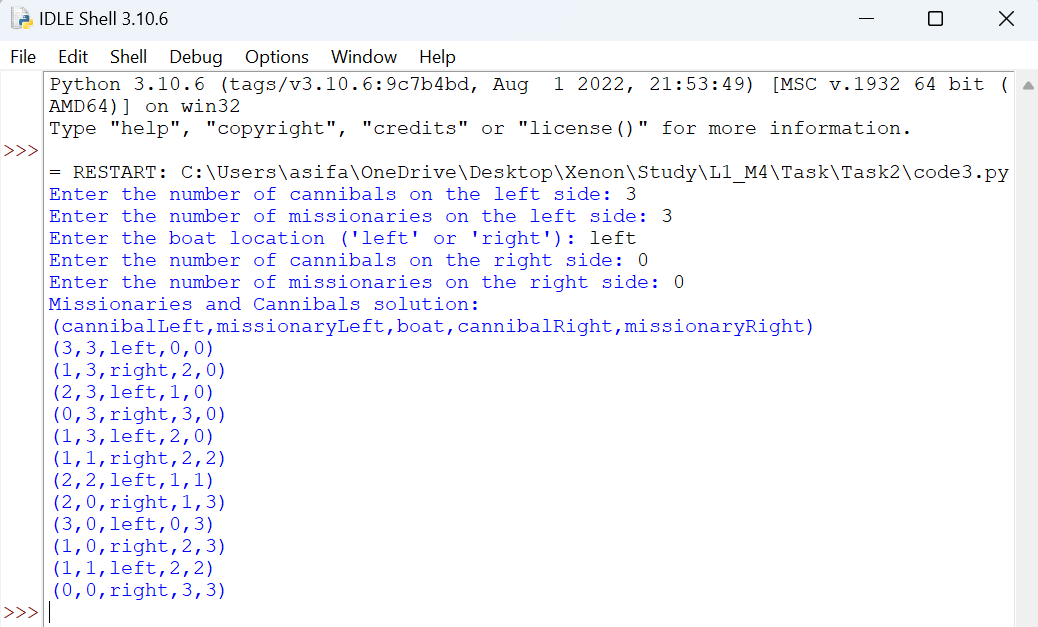 IDLE Shell 3.10.6
File Edit Shell Debug Options Window Help
Python 3.10.6 (tags/v3.10.6:9c7b4bd, Aug  1 2022, 21:53:49) [MSC v.1932 64 bit (
AMD64)] on win32
Type "help", "copyright", "credits" or "license()" for more information.
>>>
= RESTART: C:\Users\asifa\OneDrive\Desktop\Xenon\Study\L1_M4\Task\Task2\code3.py
Enter the number of cannibals on the left side: 3
Enter the number of missionaries on the left side: 3
Enter the boat location ('left' or 'right'): left
Enter the number of cannibals on the right side: 0
Enter the number of missionaries on the right side: 0
Missionaries and Cannibals solution:
(cannibalLeft,missionaryLeft,boat,cannibalRight,missionaryRight)
(3,3,left,0,0)
(1,3,right,2,0)
(2,3,left,1,0)
(0,3,right,3,0)
(1,3,left,2,0)
(1,1,right,2,2)
(2,2,left,1,1)
(2,0,right,1,3)
(3,0,left,0,3)
(1,0,right,2,3)
(1,1,left,2,2)
(0,0,right,3,3)
>>>